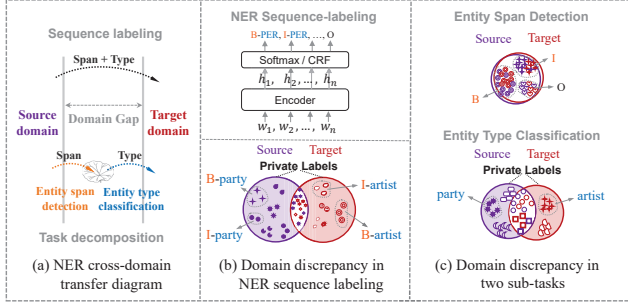 Sequence labeling
Span + Type
Source domain
Domain Gap
Target domain
Span
Type
Entity span detection
Entity type classification
Task decomposition
(a) NER cross-domain transfer diagram
NER Sequence-labeling
B-PER, I-PER, ..., O
Softmax / CRF
h1, h2, ..., hn
Encoder
w1, w2, ..., wn
Source
Target
Private Labels
B-party
I-artist
I-party
B-artist
(b) Domain discrepancy in NER sequence labeling
Entity Span Detection
Source
Target
I
O
B
Entity Type Classification
Source
Target
Private Labels
party
artist
(c) Domain discrepancy in two sub-tasks